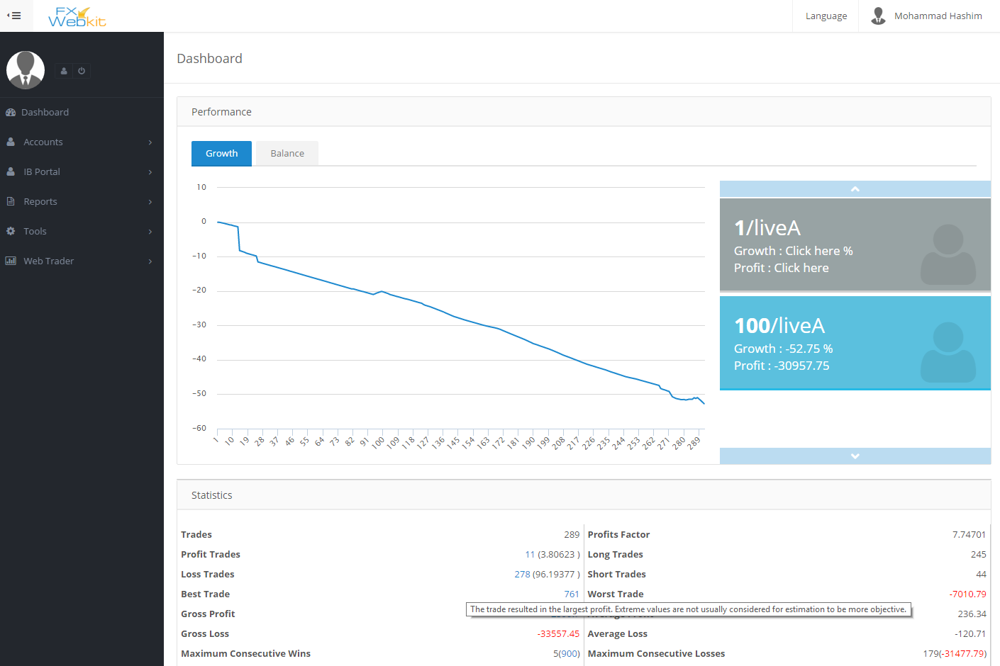 FX
Webkit
Language
Mohammad Hashim
Dashboard
Accounts
IB Portal
Reports
Tools
Web Trader
Dashboard
Performance
Growth
Balance
10
0
-10
-20
-30
-40
-50
-60
1 10 19 28 37 46 55 64 73 82 91 100 109 118 127 136 145 154 163 172 181 190 199 208 217 226 235 244 253 262 271 280 289
1/liveA
Growth : Click here %
Profit : Click here
100/liveA
Growth : -52.75 %
Profit : -30957.75
Statistics
Trades 289 Profits Factor 7.74701
Profit Trades 11 (3.80623 ) Long Trades 245
Loss Trades 278 (96.19377 ) Short Trades 44
Best Trade 761 Worst Trade -7010.79
The trade resulted in the largest profit. Extreme values are not usually considered for estimation to be more objective.
Gross Profit 236.34
Gross Loss -33557.45 Average Loss -120.71
Maximum Consecutive Wins 5(900) Maximum Consecutive Losses 179(-31477.79)